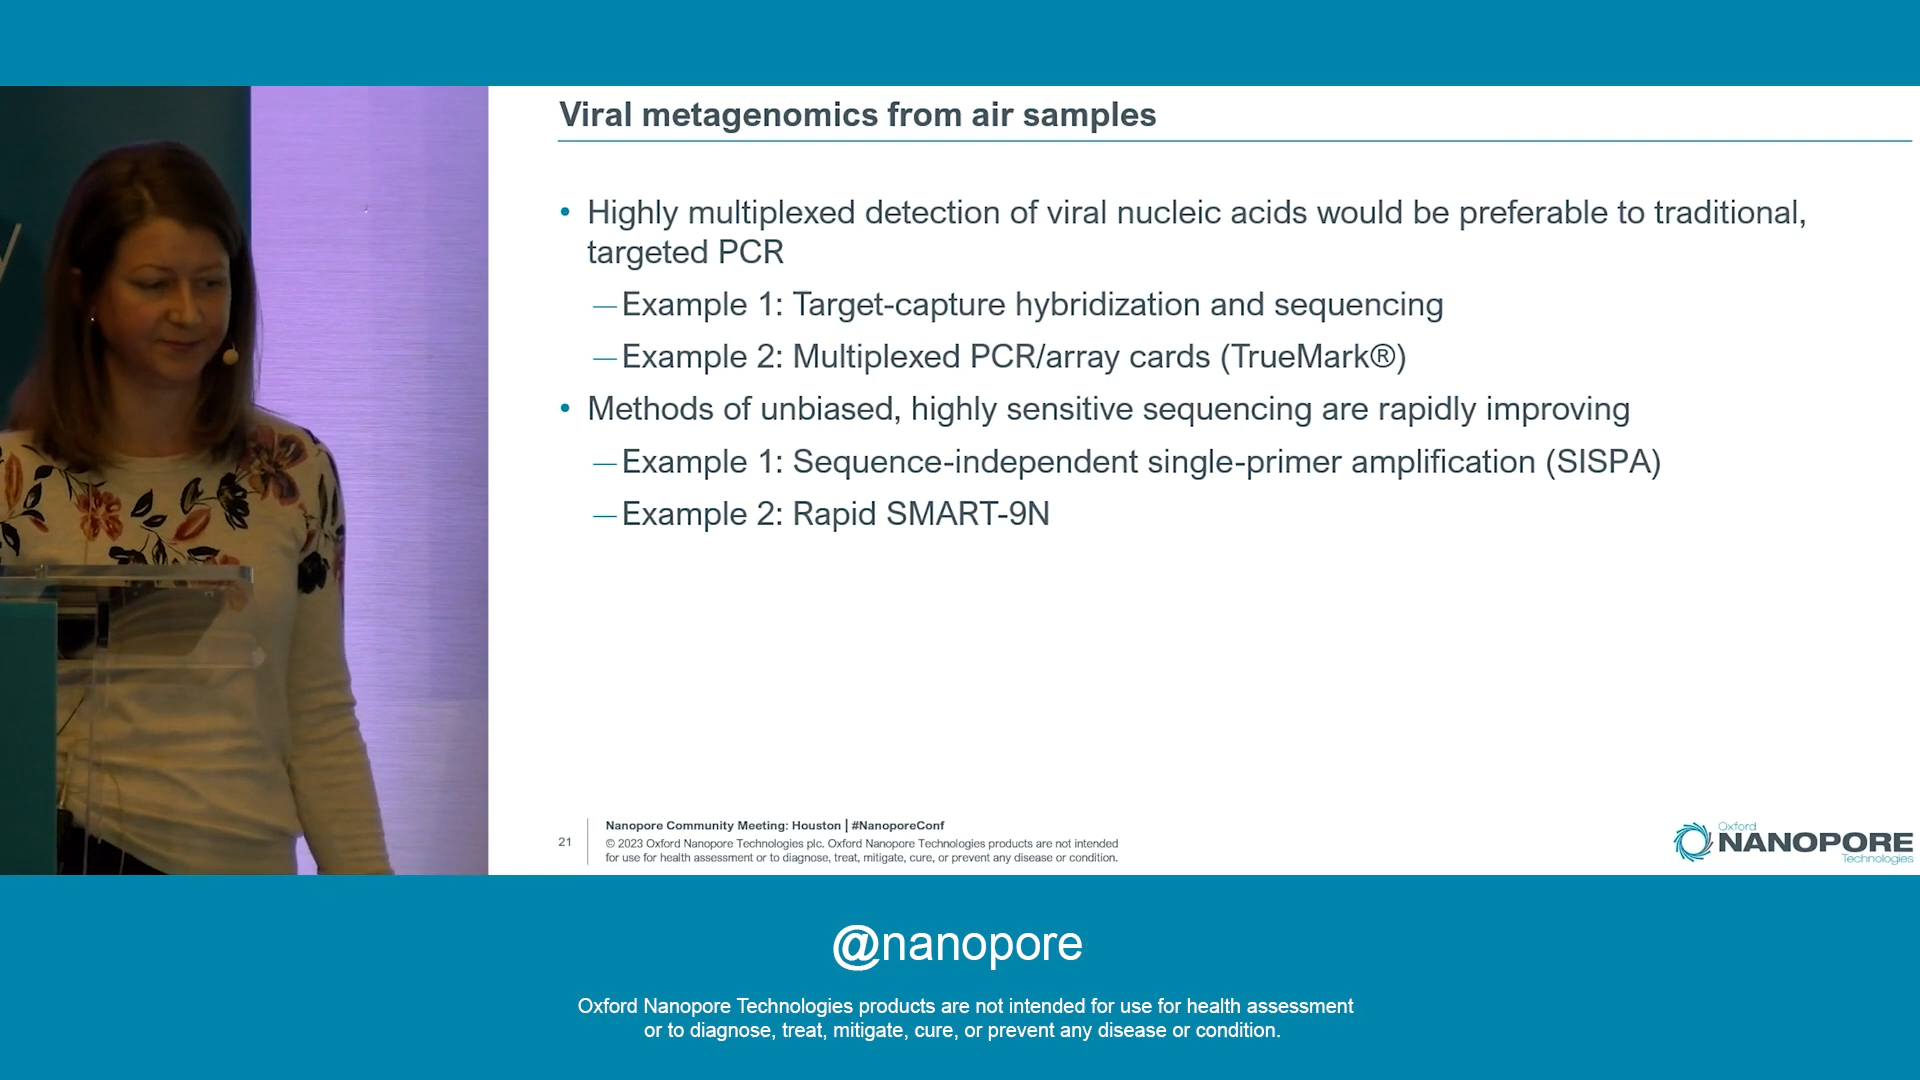 Viral metagenomics from air samples
• Highly multiplexed detection of viral nucleic acids would be preferable to traditional,
targeted PCR
— Example 1: Target-capture hybridization and sequencing
— Example 2: Multiplexed PCR/array cards (TrueMark®)
• Methods of unbiased, highly sensitive sequencing are rapidly improving
— Example 1: Sequence-independent single-primer amplification (SISPA)
— Example 2: Rapid SMART-9N
21
Nanopore Community Meeting: Houston | #NanoporeConf
© 2023 Oxford Nanopore Technologies plc. Oxford Nanopore Technologies products are not intended
for use for health assessment or to diagnose, treat, mitigate, cure, or prevent any disease or condition.
Oxford
NANOPORE
Technologies
@nanopore
Oxford Nanopore Technologies products are not intended for use for health assessment
or to diagnose, treat, mitigate, cure, or prevent any disease or condition.